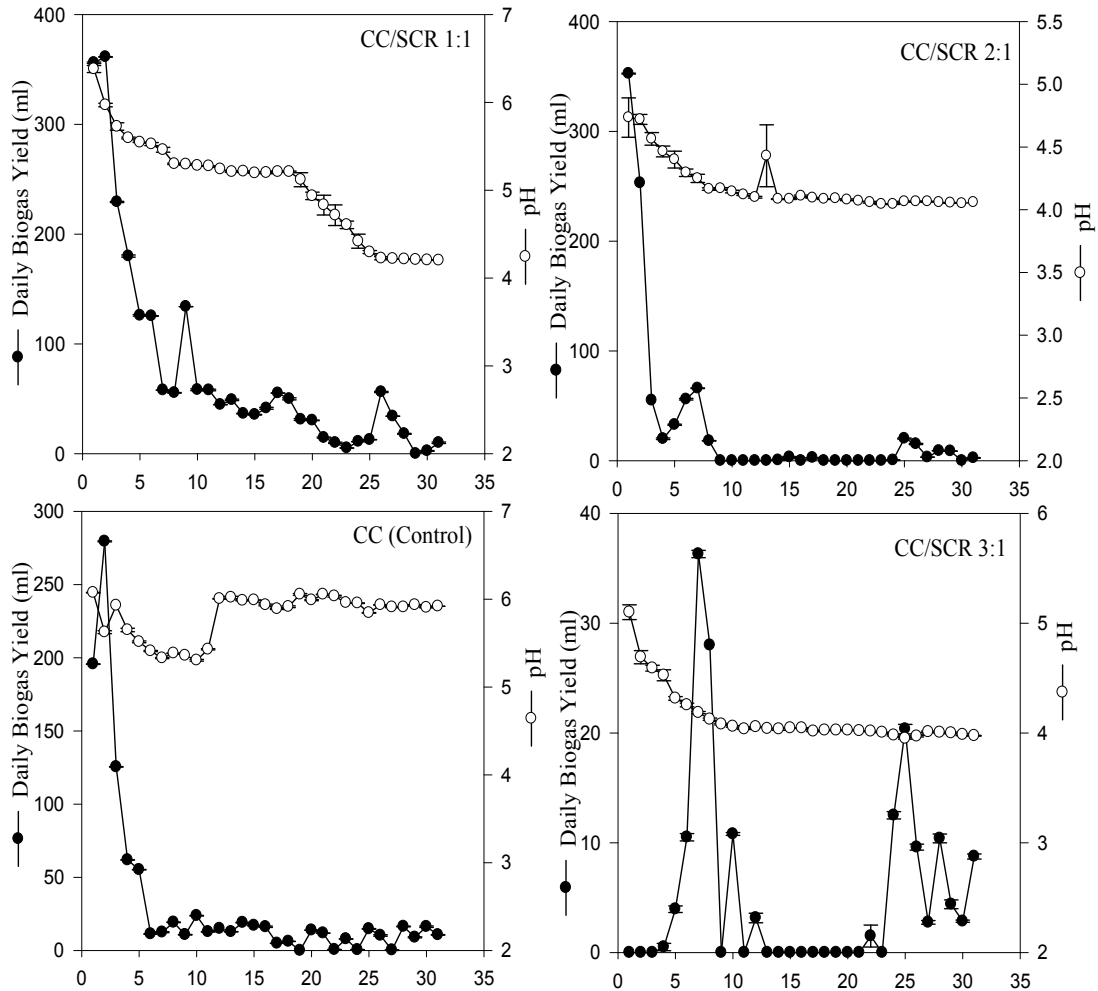 CC/SCR 1:1
Daily Biogas Yield (ml)
400
300
200
100
0
0 5 10 15 20 25 30 35
7
6
5
4
3
2
pH
CC/SCR 2:1
Daily Biogas Yield (ml)
400
300
200
100
0
0 5 10 15 20 25 30 35
5.5
5.0
4.5
4.0
3.5
3.0
2.5
2.0
pH
CC (Control)
Daily Biogas Yield (ml)
300
250
200
150
100
50
0
0 5 10 15 20 25 30 35
7
6
5
4
3
2
pH
CC/SCR 3:1
Daily Biogas Yield (ml)
40
30
20
10
0
0 5 10 15 20 25 30 35
6
5
4
3
2
pH